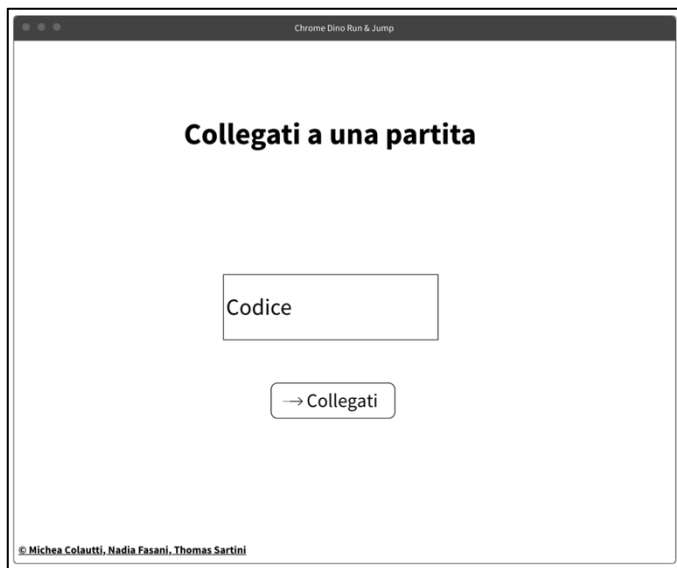 Chrome Dino Run & Jump
Collegati a una partita
Codice
→ Collegati
© Michea Colautti, Nadia Fasani, Thomas Sartini